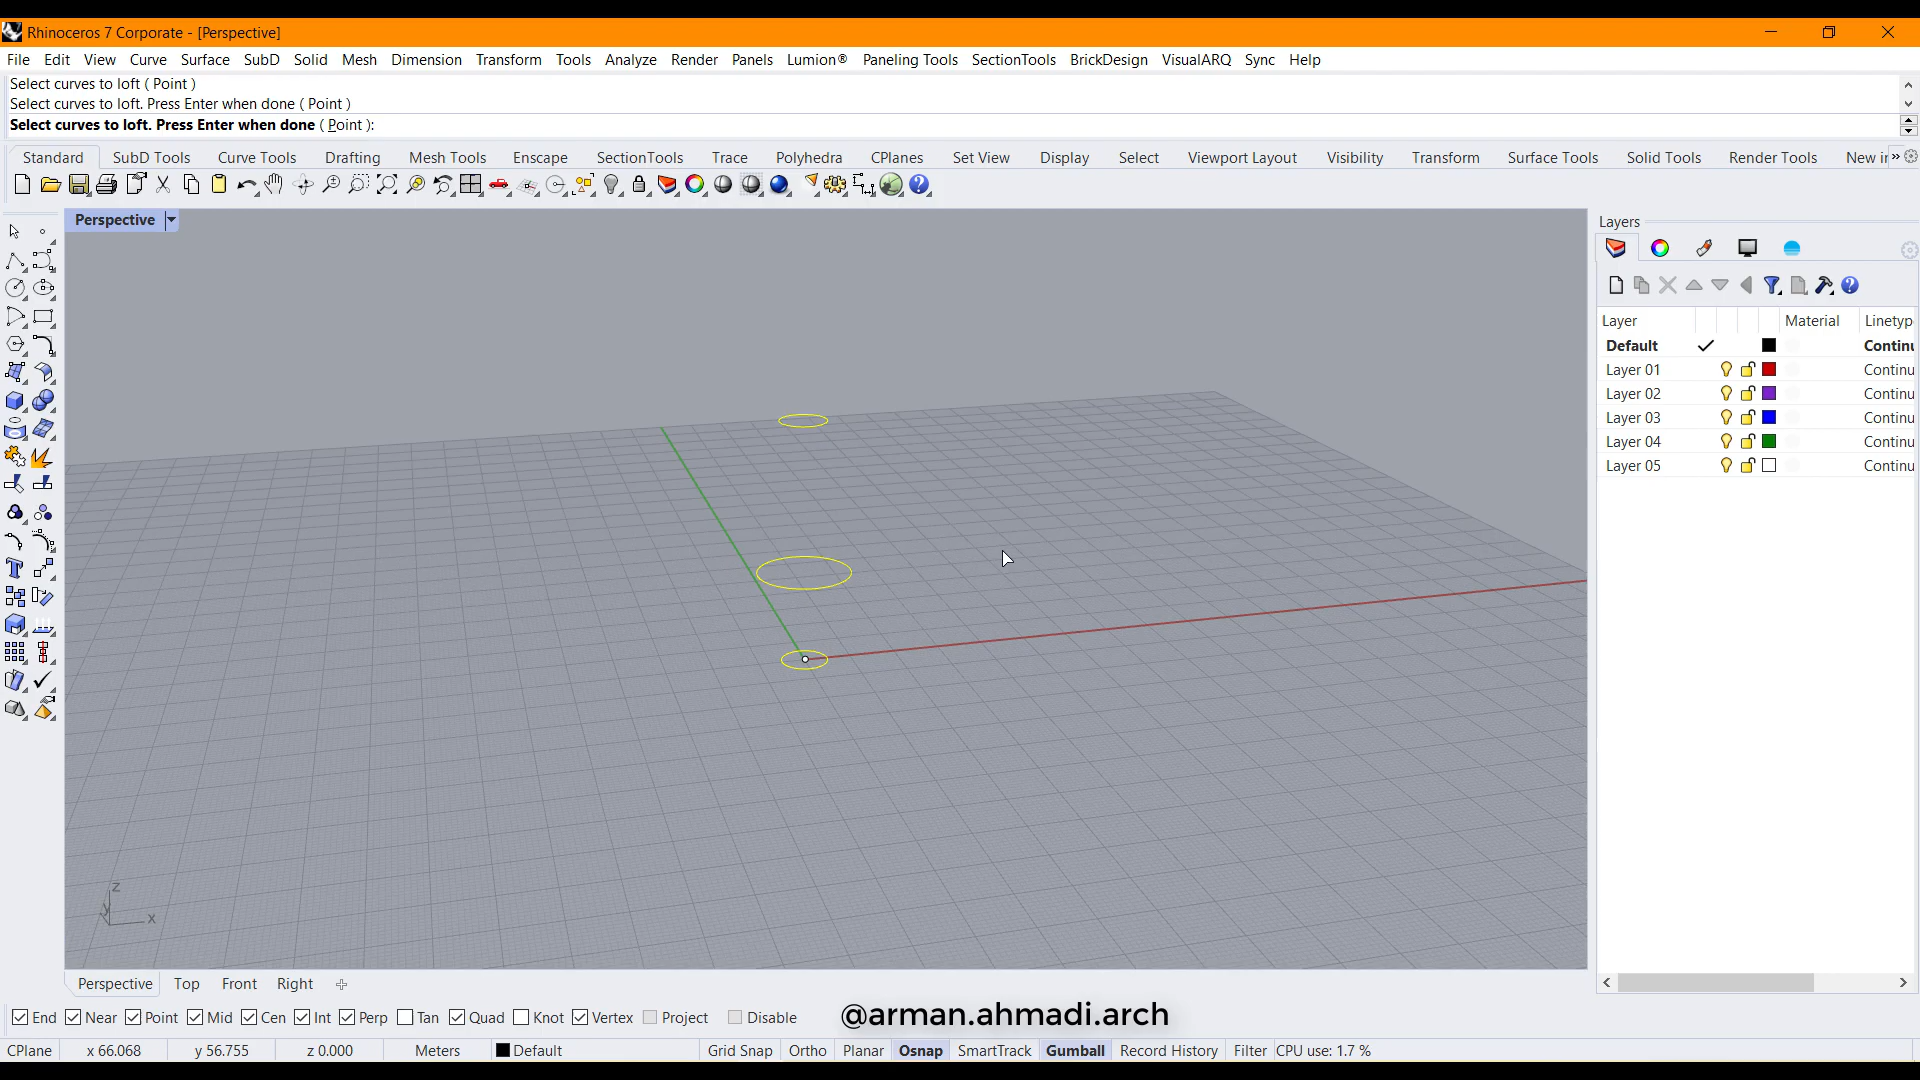 Rhinoceros 7 Corporate - [Perspective]
File Edit View Curve Surface SubD Solid Mesh Dimension Transform Tools Analyze Render Panels Lumion® Paneling Tools SectionTools BrickDesign VisualARQ Sync Help
Select curves to loft ( Point )
Select curves to loft. Press Enter when done ( Point )
Select curves to loft. Press Enter when done ( Point ):
Standard SubD Tools Curve Tools Drafting Mesh Tools Enscape SectionTools Trace Polyhedra CPlanes Set View Display Select Viewport Layout Visibility Transform Surface Tools Solid Tools Render Tools New in »
Perspective
Layers
Layer Material Linetyp
Default Continu
Layer 01 Continu
Layer 02 Continu
Layer 03 Continu
Layer 04 Continu
Layer 05 Continu
z
y x
Perspective Top Front Right
End Near Point Mid Cen Int Perp Tan Quad Knot Vertex Project Disable
@arman.ahmadi.arch
CPlane x 66.068 y 56.755 z 0.000 Meters Default Grid Snap Ortho Planar Osnap SmartTrack Gumball Record History Filter CPU use: 1.7 %